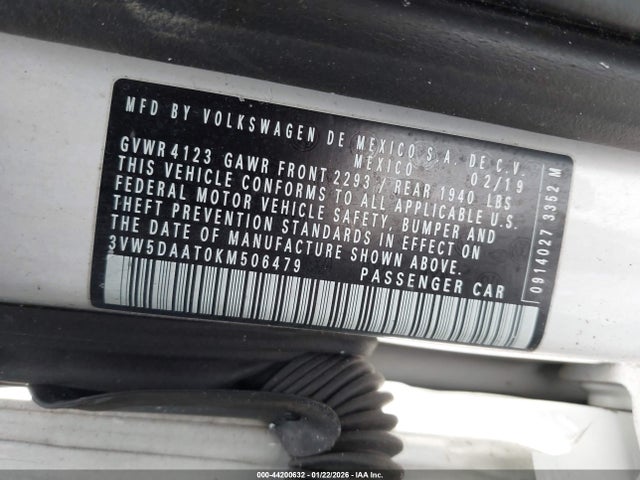 MFD BY VOLKSWAGEN DE MEXICO S.A. DE C.V.
MEXICO 02/19
GVWR 4123 GAWR FRONT 2293 / REAR 1940 LBS
THIS VEHICLE CONFORMS TO ALL APPLICABLE U.S.
FEDERAL MOTOR VEHICLE SAFETY, BUMPER AND
THEFT PREVENTION STANDARDS IN EFFECT ON
THE DATE OF MANUFACTURE SHOWN ABOVE.
3VW5DAAT0KM506479 PASSENGER CAR
0914027 3362 M
000-44200632 - 01/22/2026 - IAA Inc.